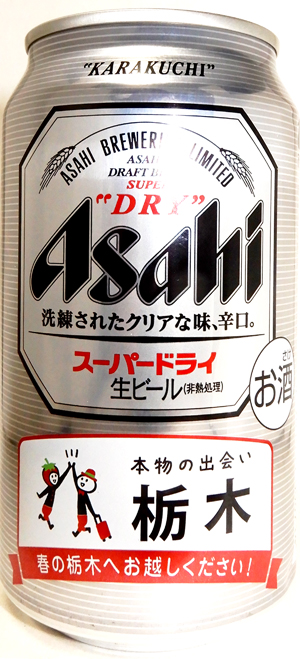 "KARAKUCHI"
ASAHI BREWERIES LIMITED
ASAHI
DRAFT BEER
SUPER
"DRY"
Asahi
洗練されたクリアな味、辛口。
スーパードライ
生ビール(非熱処理)
さけ
お酒
本物の出会い
栃木
春の栃木へお越しください!